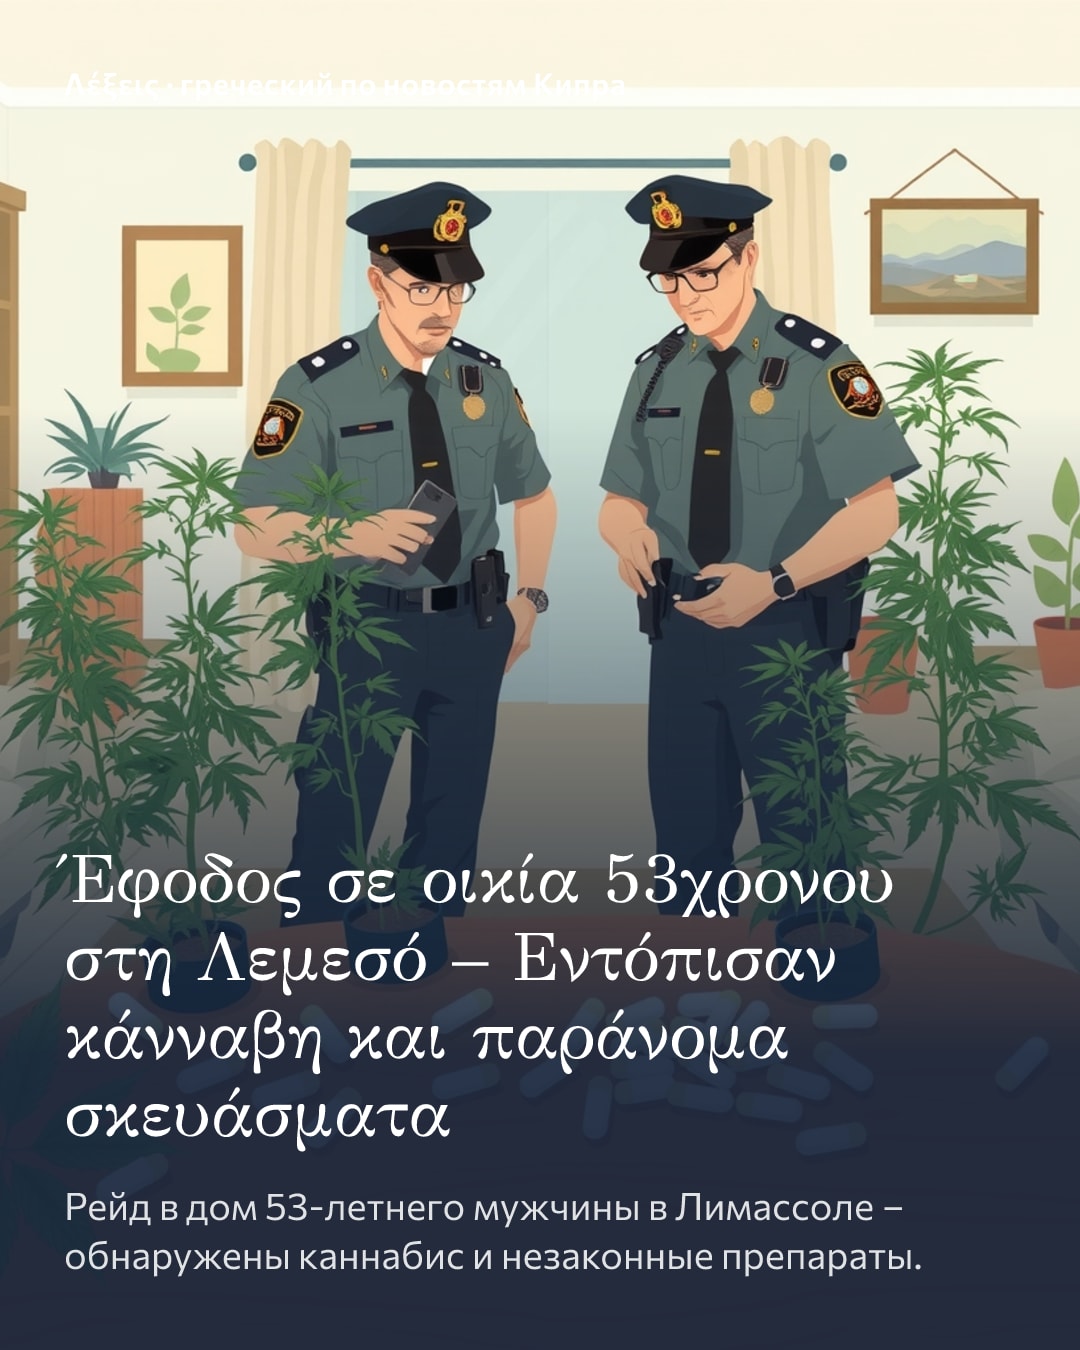 Λέξεις · греческий по новостям Кипра
Έφοδος σε οικία 53χρονου
στη Λεμεσό – Εντόπισαν
κάνναβη και παράνομα
σκευάσματα
Рейд в дом 53-летнего мужчины в Лимассоле –
обнаружены каннабис и незаконные препараты.